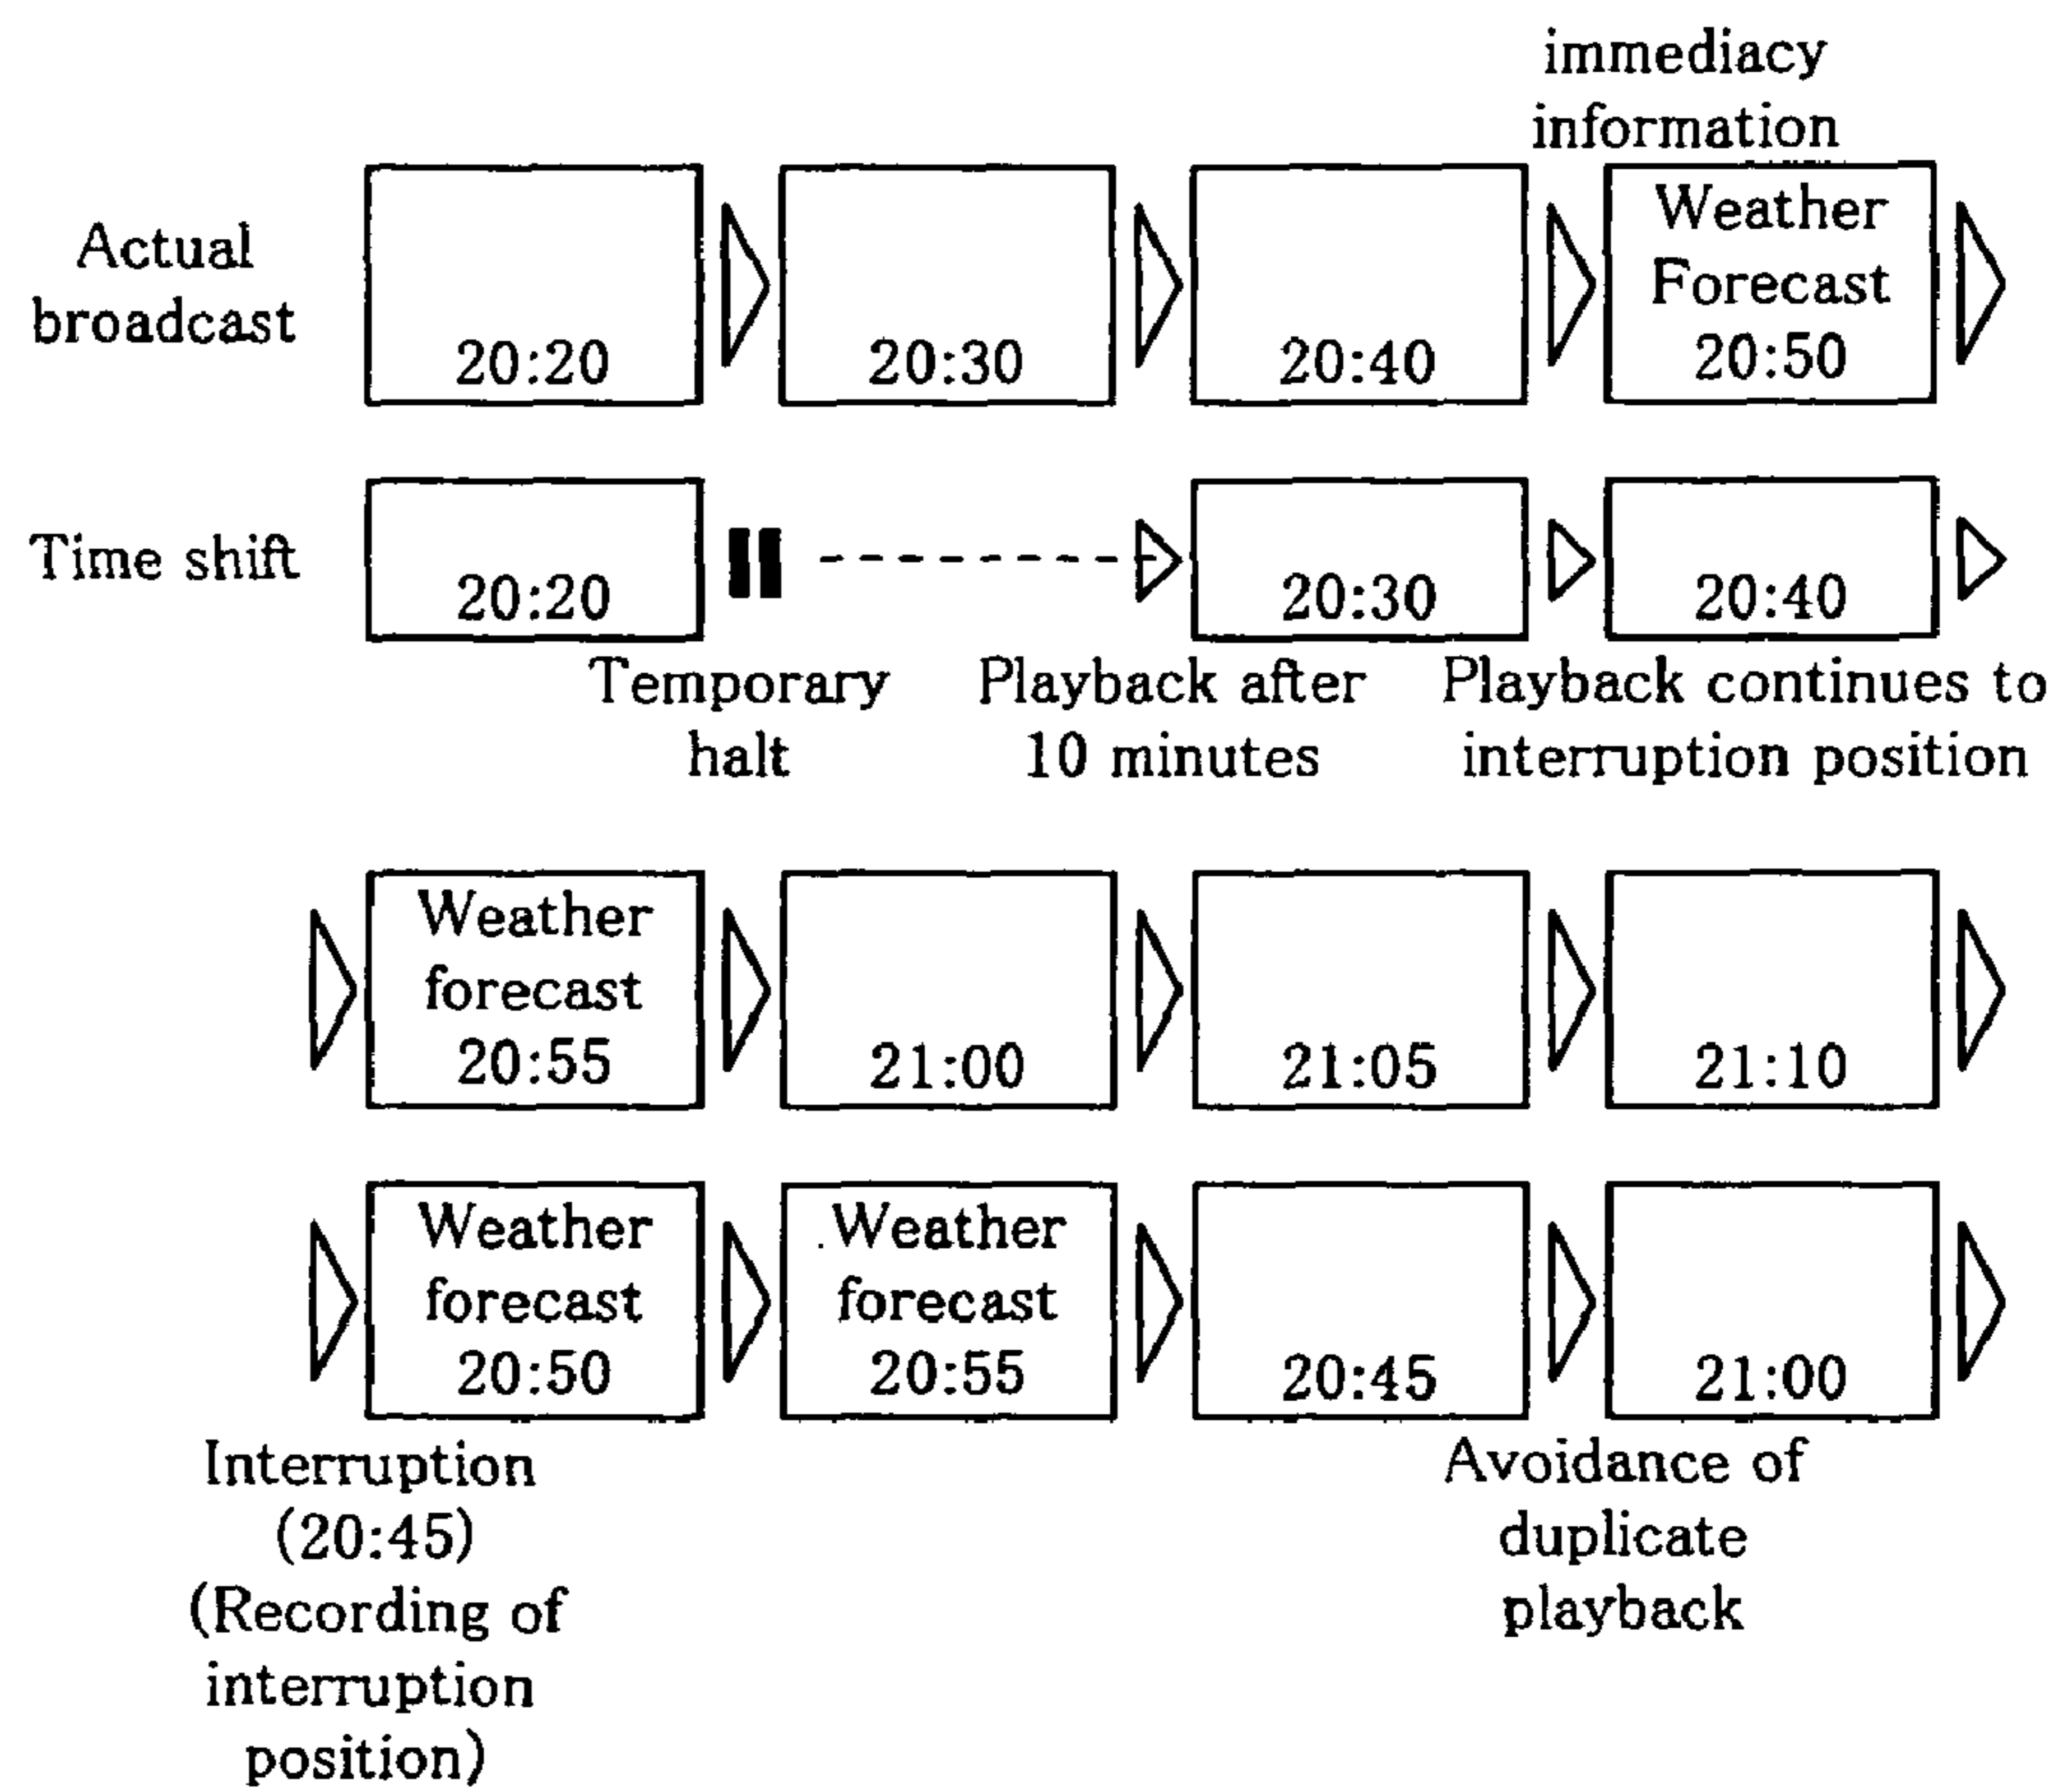 immediacy
information
Actual
broadcast
20:20
20:30
20:40
Weather
Forecast
20:50
Time shift
20:20
20:30
20:40
Temporary
halt
Playback after
10 minutes
Playback continues to
interruption position
Weather
forecast
20:55
21:00
21:05
21:10
Weather
forecast
20:50
Weather
forecast
20:55
20:45
21:00
Interruption
(20:45)
(Recording of
interruption
position)
Avoidance of
duplicate
playback